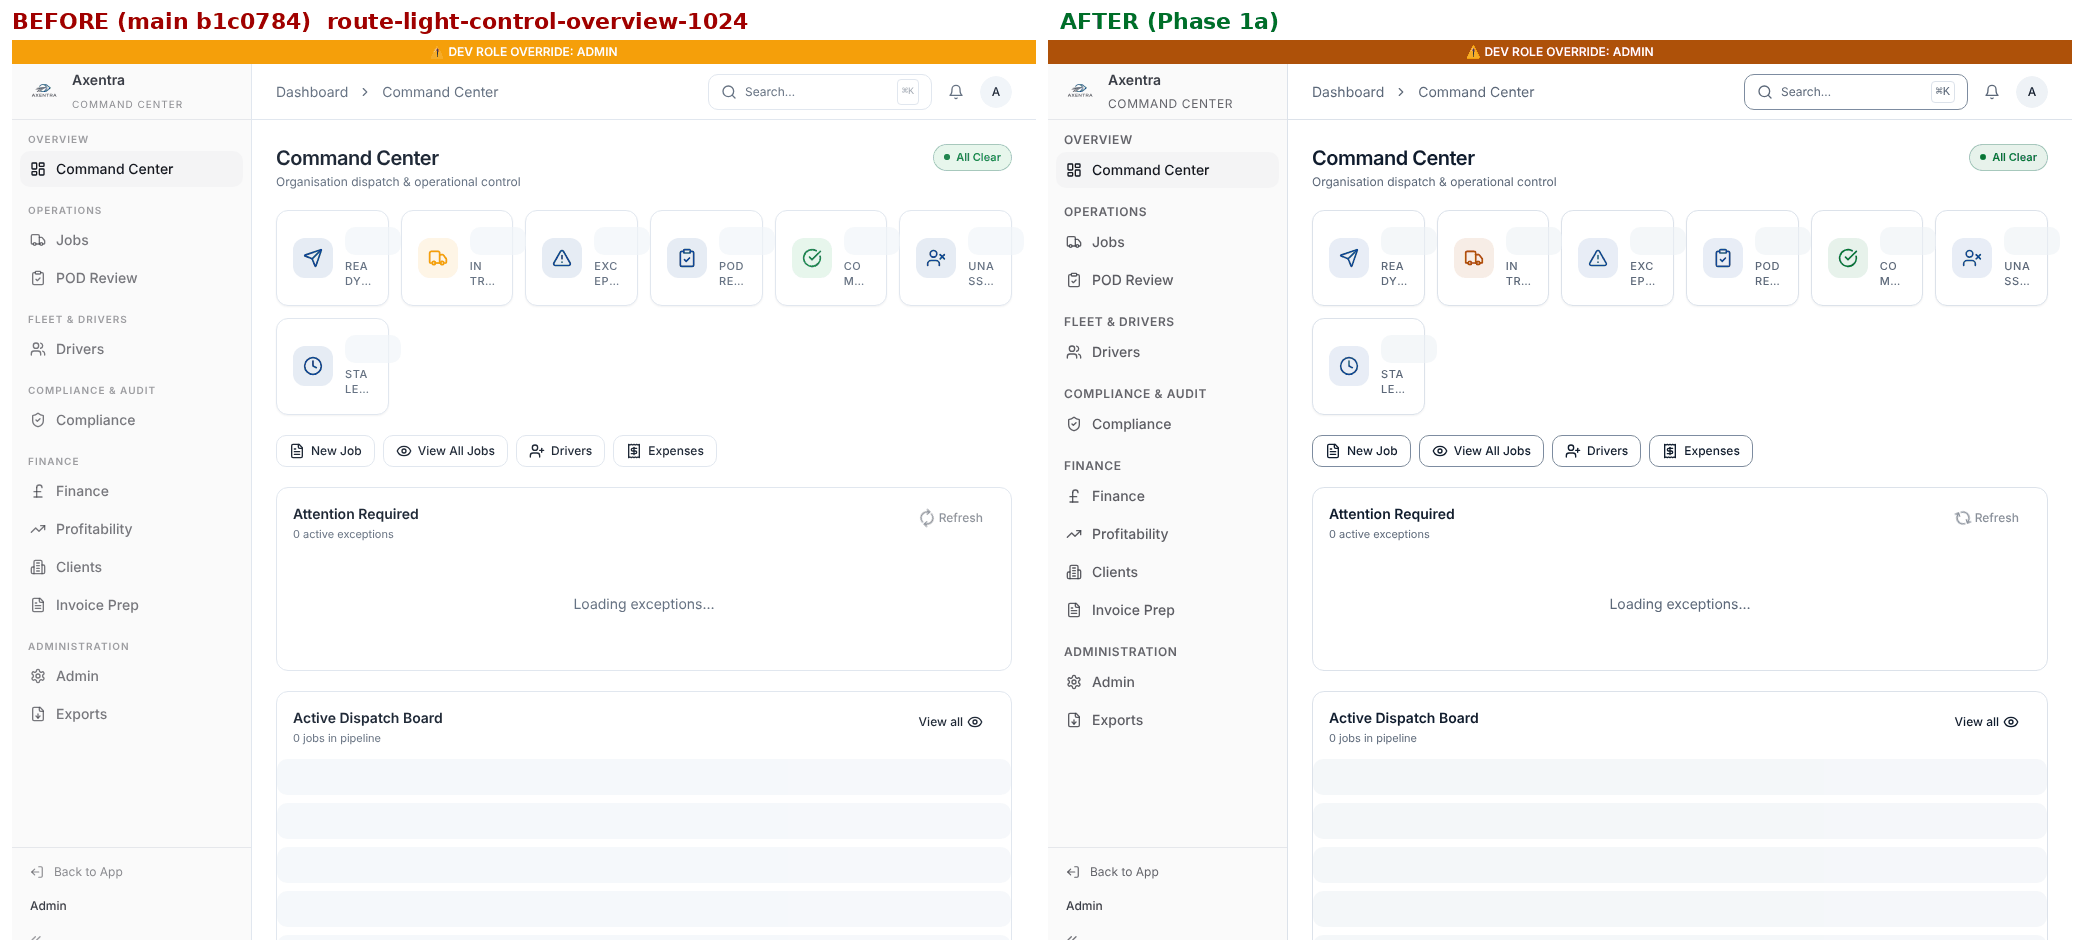 BEFORE (main b1c0784) route-light-control-overview-1024
⚠ DEV ROLE OVERRIDE: ADMIN
AXENTRA
Axentra
COMMAND CENTER
Dashboard > Command Center
Search...
⌘K
A
OVERVIEW
Command Center
OPERATIONS
Jobs
POD Review
FLEET & DRIVERS
Drivers
COMPLIANCE & AUDIT
Compliance
FINANCE
£ Finance
Profitability
Clients
Invoice Prep
ADMINISTRATION
Admin
Exports
Back to App
Admin
Command Center
All Clear
Organisation dispatch & operational control
REA
DY...
IN
TR...
EXC
EP...
POD
RE...
CO
M...
UNA
SS...
STA
LE...
New Job
View All Jobs
Drivers
Expenses
Attention Required
Refresh
0 active exceptions
Loading exceptions...
Active Dispatch Board
View all
0 jobs in pipeline
AFTER (Phase 1a)
⚠ DEV ROLE OVERRIDE: ADMIN
AXENTRA
Axentra
COMMAND CENTER
Dashboard > Command Center
Search...
⌘K
A
OVERVIEW
Command Center
OPERATIONS
Jobs
POD Review
FLEET & DRIVERS
Drivers
COMPLIANCE & AUDIT
Compliance
FINANCE
£ Finance
Profitability
Clients
Invoice Prep
ADMINISTRATION
Admin
Exports
Back to App
Admin
Command Center
All Clear
Organisation dispatch & operational control
REA
DY...
IN
TR...
EXC
EP...
POD
RE...
CO
M...
UNA
SS...
STA
LE...
New Job
View All Jobs
Drivers
Expenses
Attention Required
Refresh
0 active exceptions
Loading exceptions...
Active Dispatch Board
View all
0 jobs in pipeline